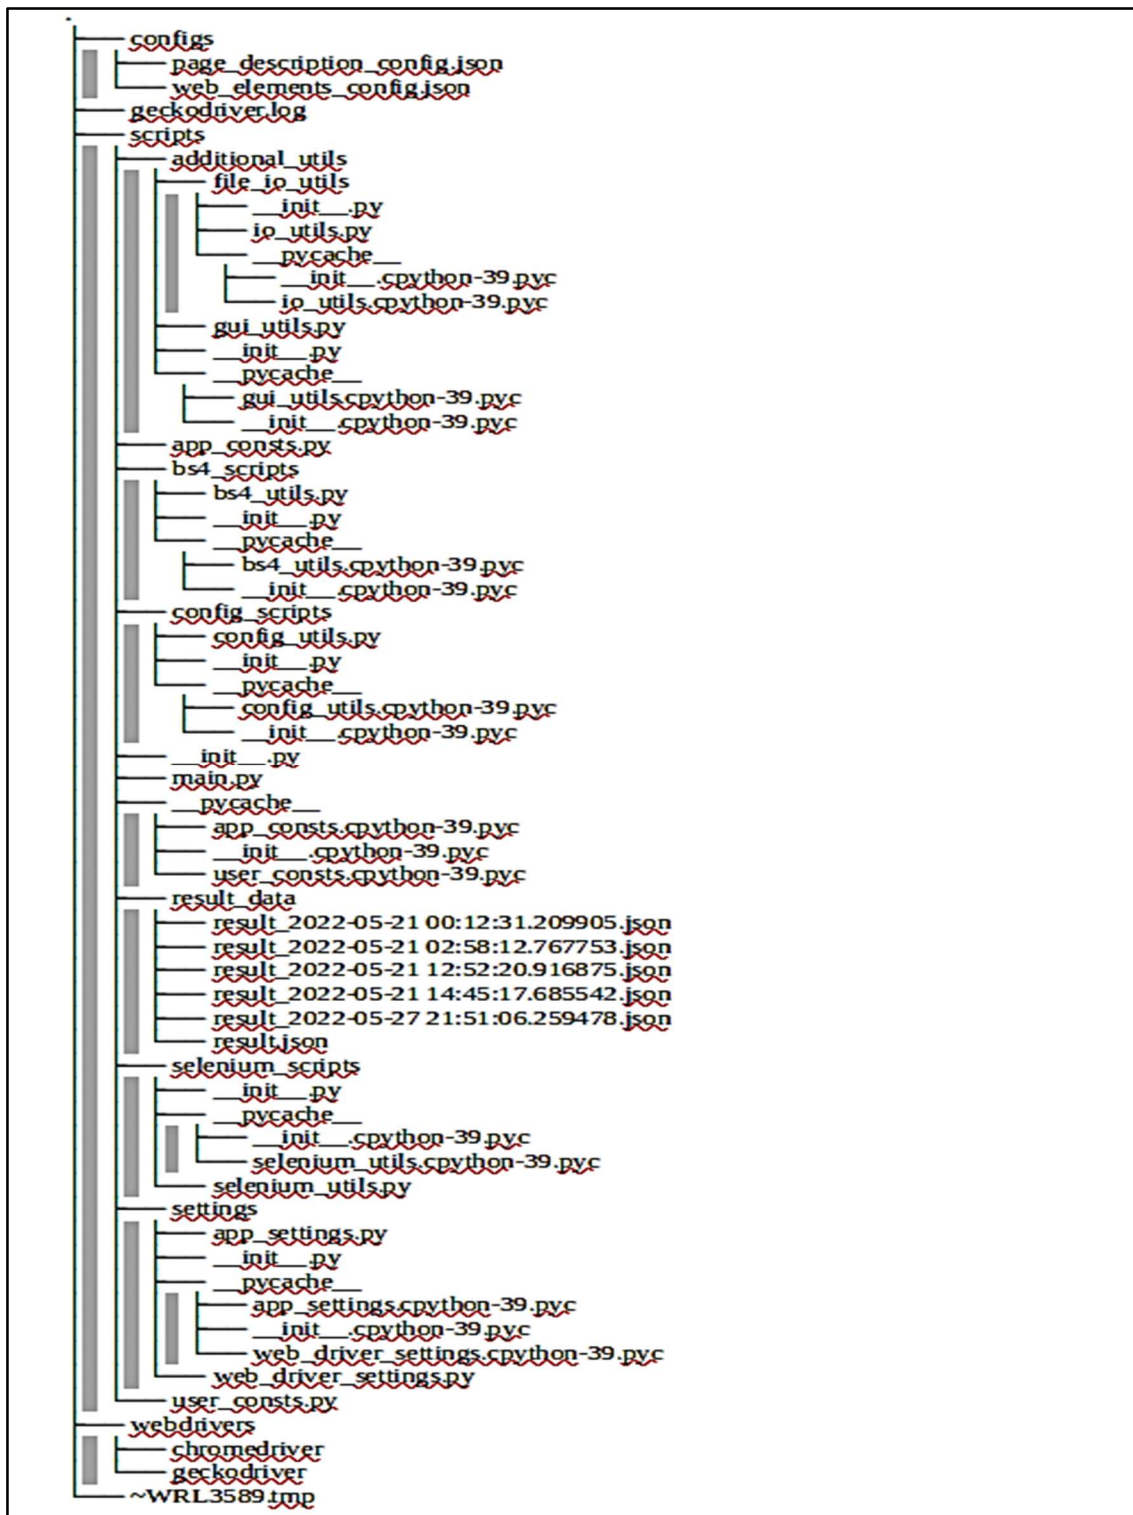 .
configs
page_description_config.json
web_elements_config.json
geckodriver.log
scripts
additional_utils
file_io_utils
__init__.py
io_utils.py
__pycache__
__init__.cpython-39.pyc
io_utils.cpython-39.pyc
gui_utils.py
__init__.py
__pycache__
gui_utils.cpython-39.pyc
__init__.cpython-39.pyc
app_consts.py
bs4_scripts
bs4_utils.py
__init__.py
__pycache__
bs4_utils.cpython-39.pyc
__init__.cpython-39.pyc
config_scripts
config_utils.py
__init__.py
__pycache__
config_utils.cpython-39.pyc
__init__.cpython-39.pyc
__init__.py
main.py
__pycache__
app_consts.cpython-39.pyc
__init__.cpython-39.pyc
user_consts.cpython-39.pyc
result_data
result_2022-05-21 00:12:31.209905.json
result_2022-05-21 02:58:12.767753.json
result_2022-05-21 12:52:20.916875.json
result_2022-05-21 14:45:17.685542.json
result_2022-05-27 21:51:06.259478.json
result.json
selenium_scripts
__init__.py
__pycache__
__init__.cpython-39.pyc
selenium_utils.cpython-39.pyc
selenium_utils.py
settings
app_settings.py
__init__.py
__pycache__
app_settings.cpython-39.pyc
__init__.cpython-39.pyc
web_driver_settings.cpython-39.pyc
web_driver_settings.py
user_consts.py
webdrivers
chromedriver
geckodriver
~WRL3589.tmp